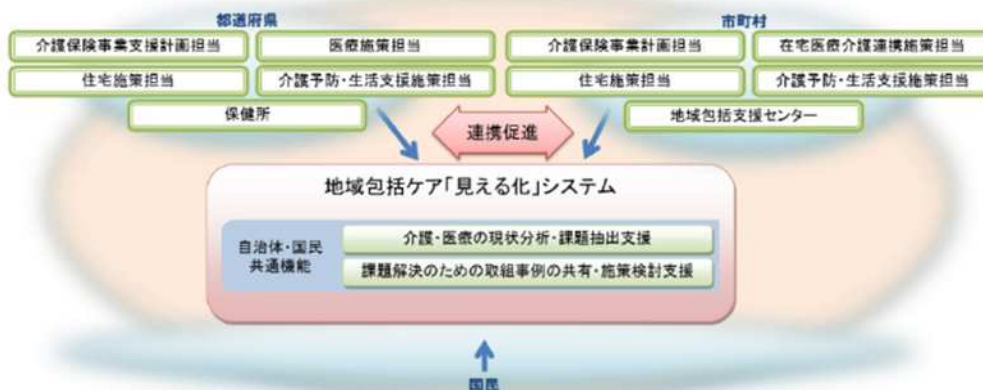 都道府県
介護保険事業支援計画担当
医療施策担当
住宅施策担当
介護予防・生活支援施策担当
保健所
市町村
介護保険事業計画担当
在宅医療介護連携施策担当
住宅施策担当
介護予防・生活支援施策担当
地域包括支援センター
連携促進
地域包括ケア「見える化」システム
自治体・国民
共通機能
介護・医療の現状分析・課題抽出支援
課題解決のための取組事例の共有・施策検討支援
国民